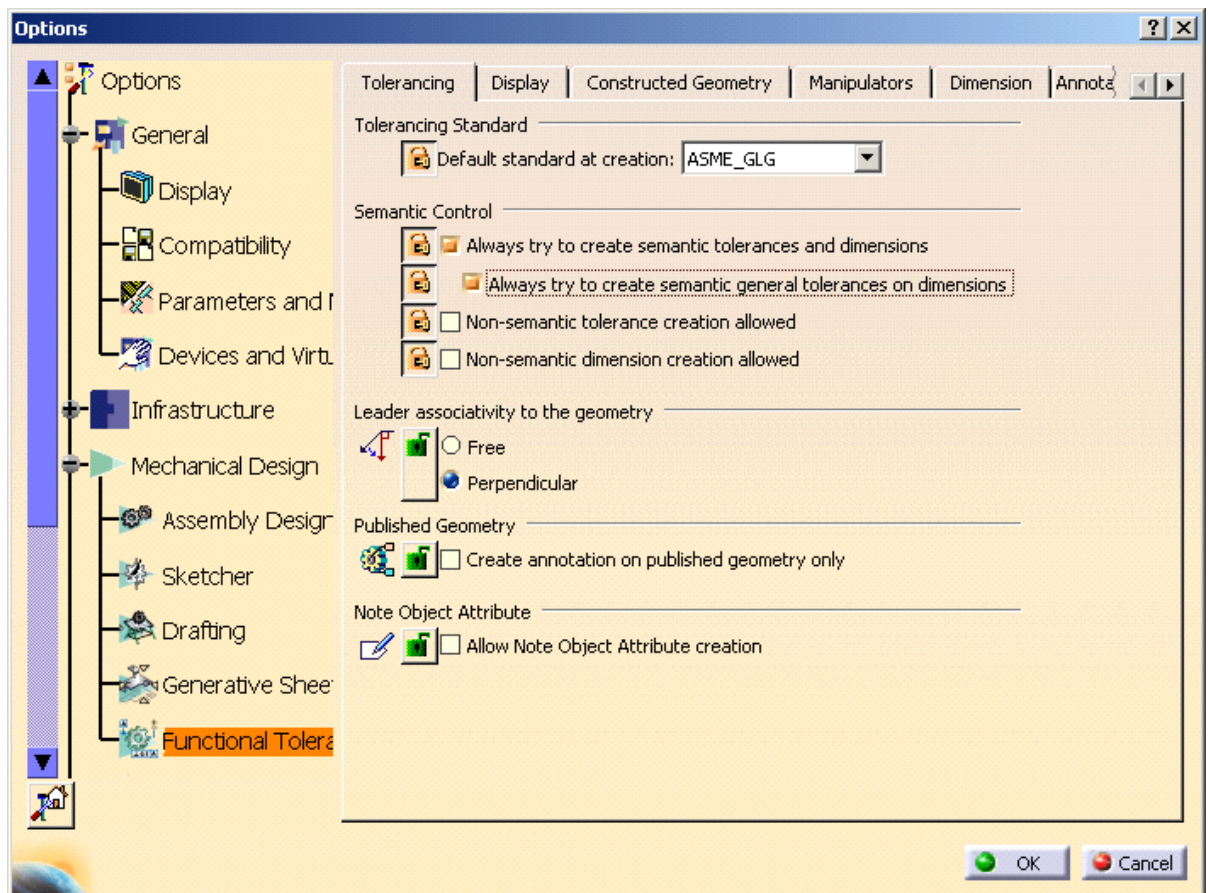 Options
Options
General
Display
Compatibility
Parameters and
Devices and Virtu
Infrastructure
Mechanical Design
Assembly Design
Sketcher
Drafting
Generative Shee
Functional Tolera
Tolerancing Display Constructed Geometry Manipulators Dimension Annota
Tolerancing Standard
Default standard at creation: ASME_GLG
Semantic Control
Always try to create semantic tolerances and dimensions
Always try to create semantic general tolerances on dimensions
Non-semantic tolerance creation allowed
Non-semantic dimension creation allowed
Leader associativity to the geometry
Free
Perpendicular
Published Geometry
Create annotation on published geometry only
Note Object Attribute
Allow Note Object Attribute creation
OK Cancel